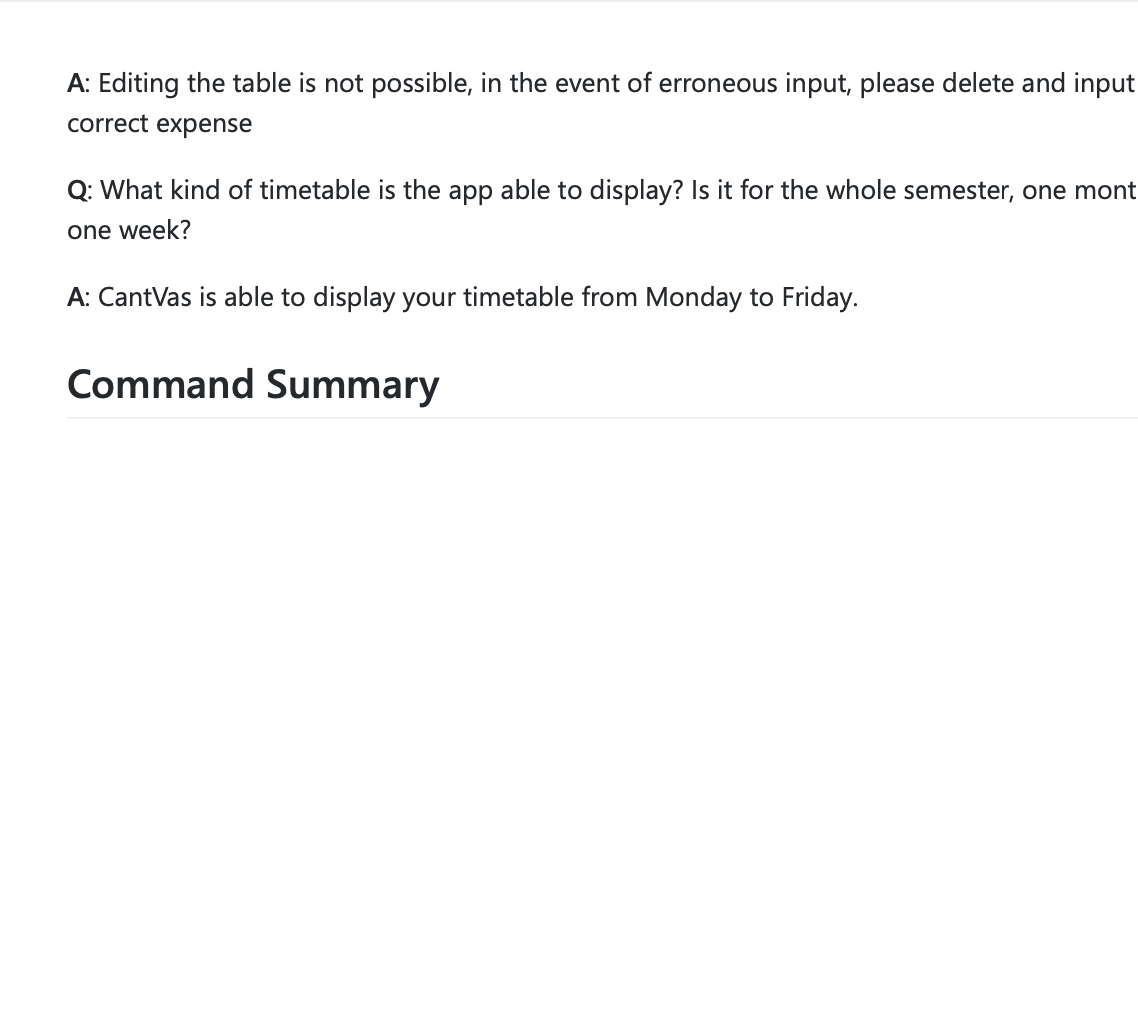 A: Editing the table is not possible, in the event of erroneous input, please delete and input
correct expense
Q: What kind of timetable is the app able to display? Is it for the whole semester, one mont
one week?
A: CantVas is able to display your timetable from Monday to Friday.
Command Summary